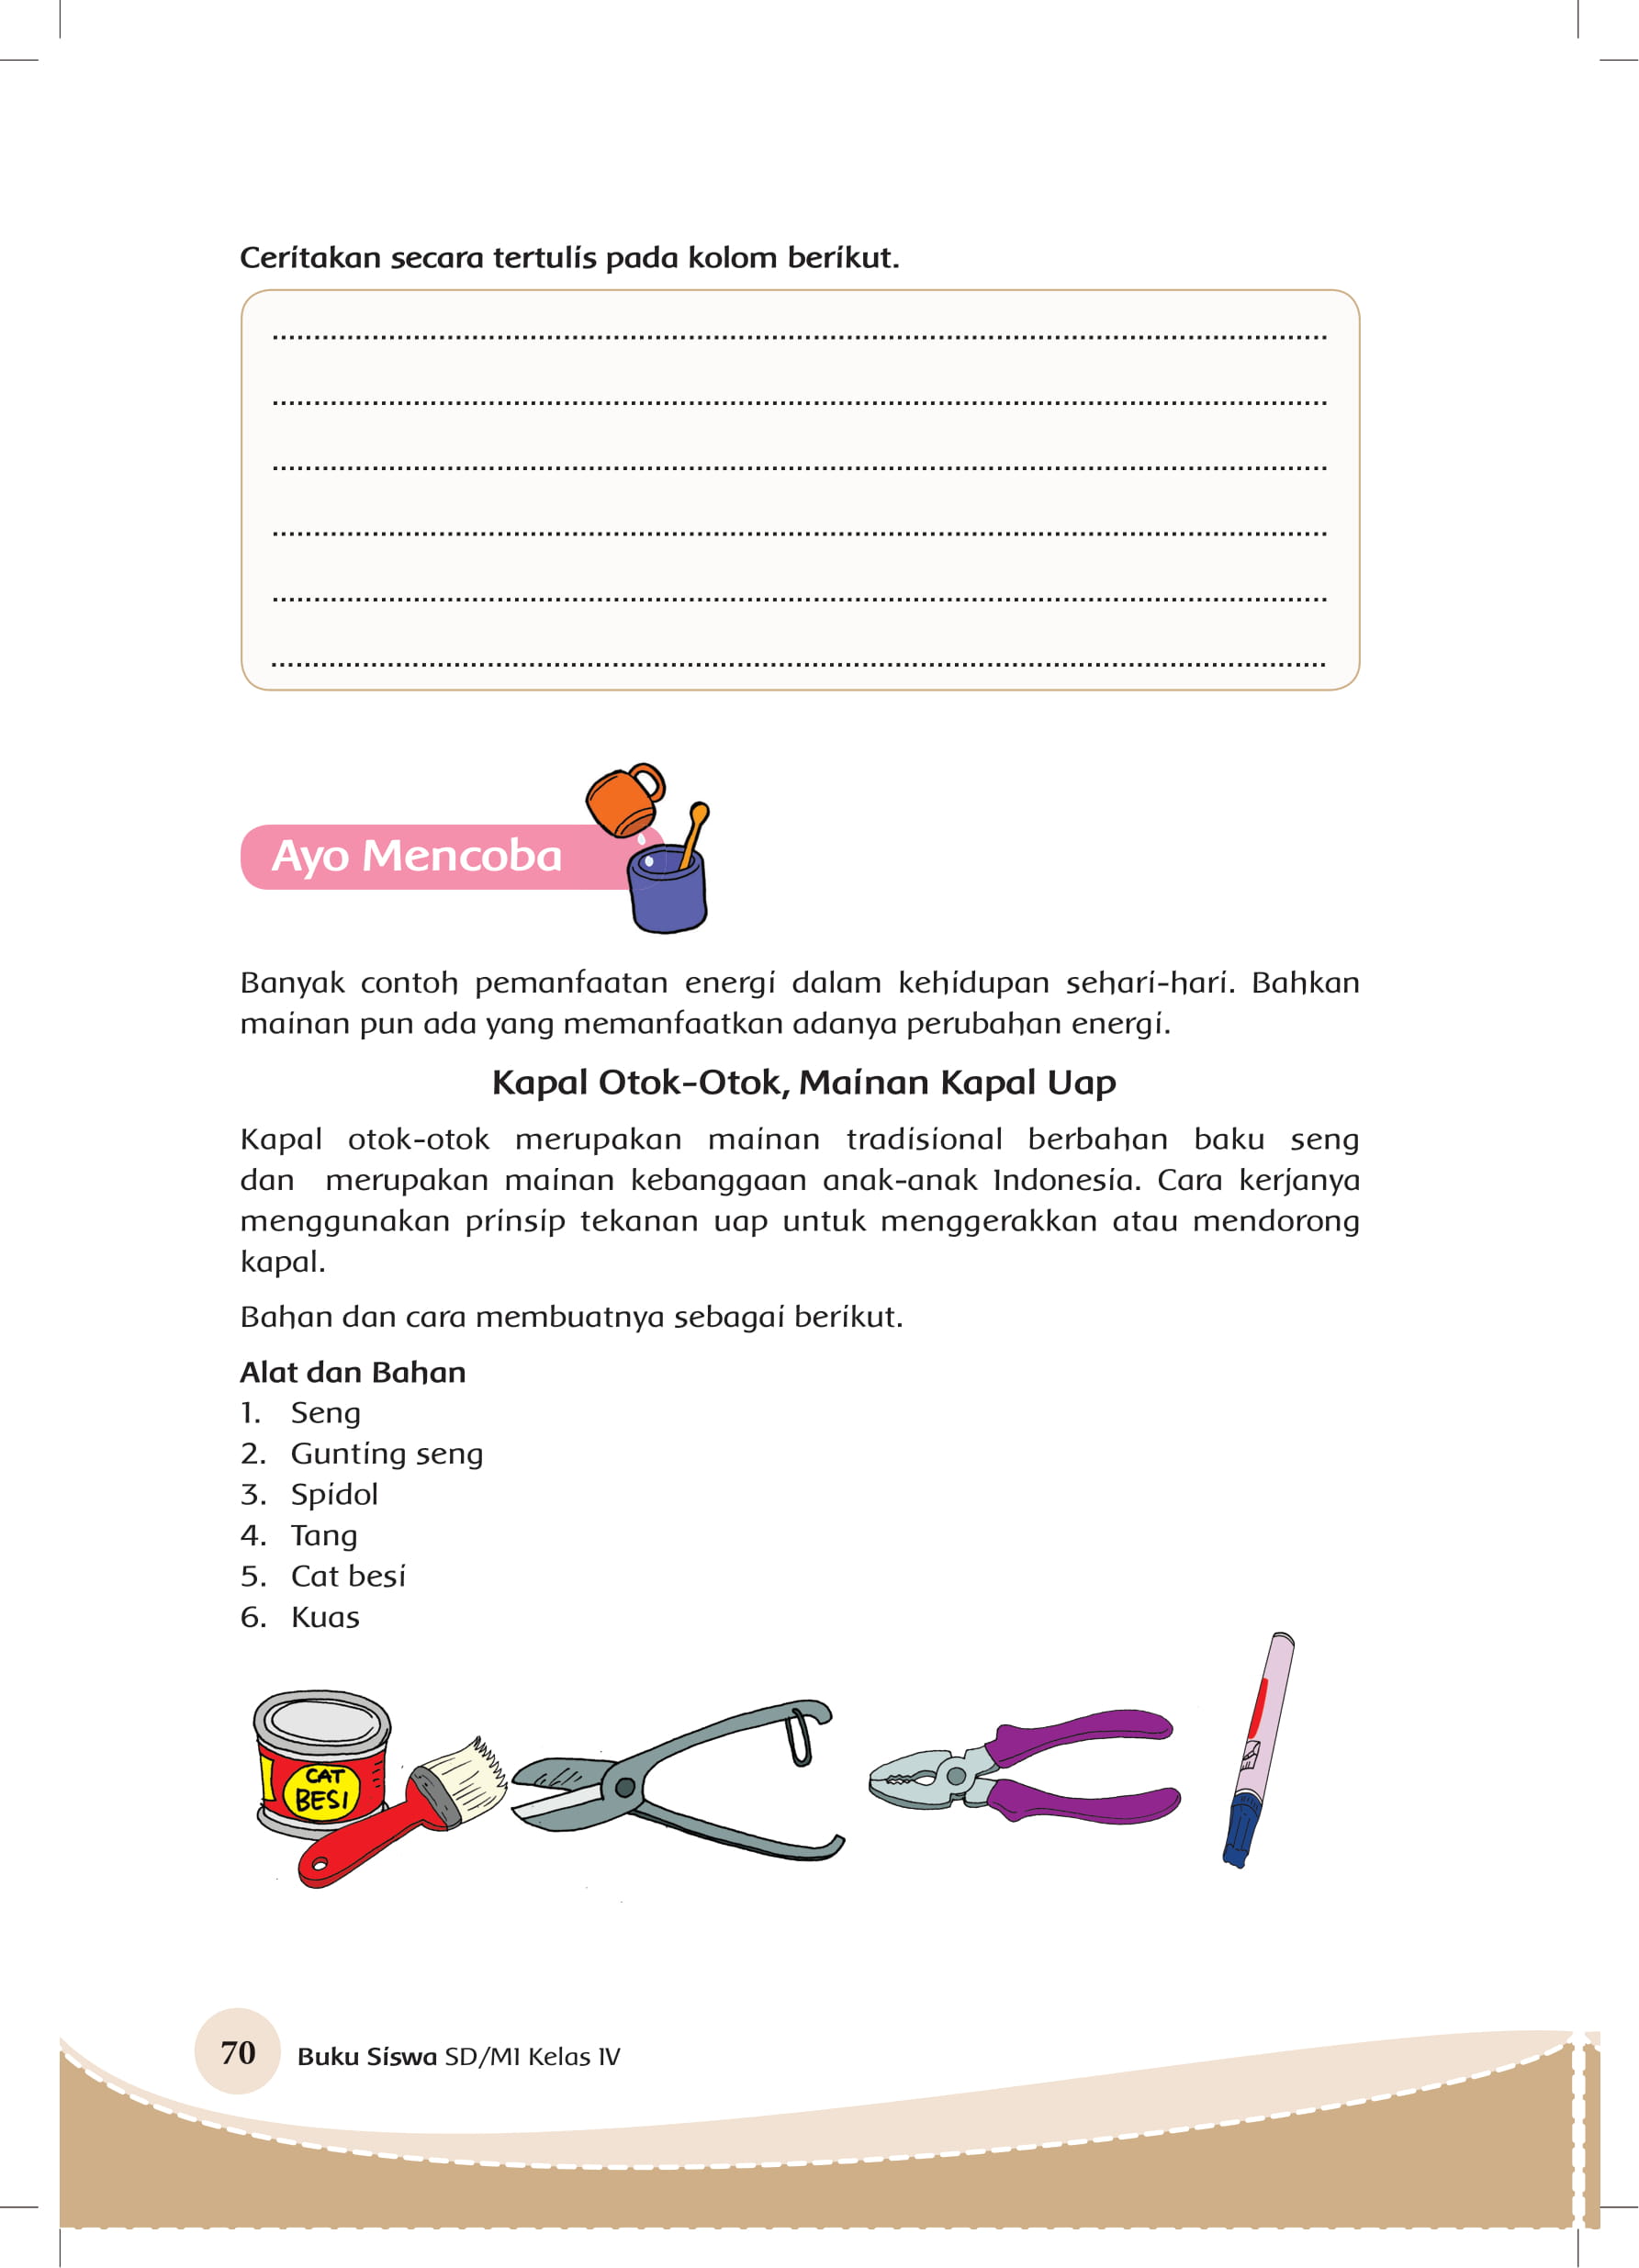 Ceritakan secara tertulis pada kolom berikut.
Ayo Mencoba
Banyak contoh pemanfaatan energi dalam kehidupan sehari-hari. Bahkan
mainan pun ada yang memanfaatkan adanya perubahan energi.
Kapal Otok-Otok, Mainan Kapal Uap
Kapal otok-otok merupakan mainan tradisional berbahan baku seng
dan merupakan mainan kebanggaan anak-anak Indonesia. Cara kerjanya
menggunakan prinsip tekanan uap untuk menggerakkan atau mendorong
kapal.
Bahan dan cara membuatnya sebagai berikut.
Alat dan Bahan
1. Seng
2. Gunting seng
3. Spidol
4. Tang
5. Cat besi
6. Kuas
CAT
BESI
70 Buku Siswa SD/MI Kelas IV